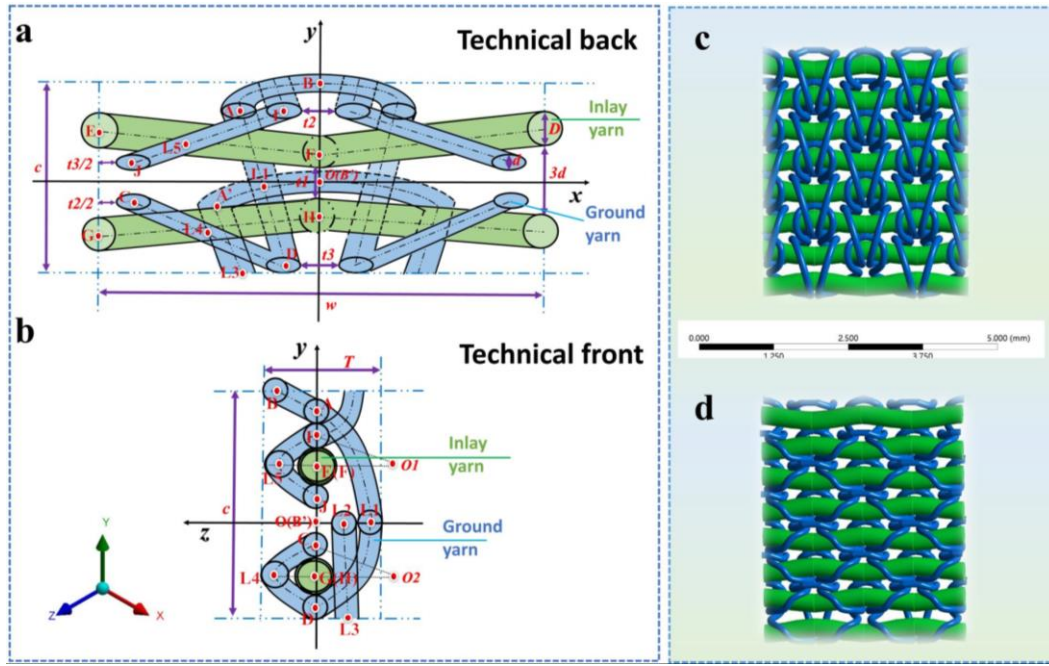 a
y
Technical back
B
Inlay
yarn
A
I
t2
E
D
L5
F
d
t3/2
J
c
3d
L1
t1
O(B')
x
C
t2/2
A'
H
Ground
yarn
G
L4
D
t3
L3
w
b
y
Technical front
T
B
A
I
Inlay
yarn
O1
L5
E(F)
J
c
L2
L1
O(B')
z
C
Ground
yarn
L4
G(H)
O2
D
L3
Y
Z
X
c
0.000
2.500
5.000 (mm)
1.250
3.750
d